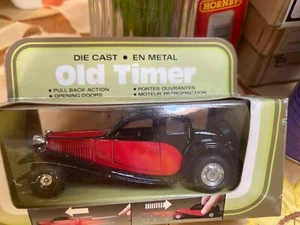 HORNBY
DIE CAST • EN METAL
Old Timer
• PULL BACK ACTION • PORTES OUVRANTES
• OPENING DOORS • MOTEUR RETROFRICTION